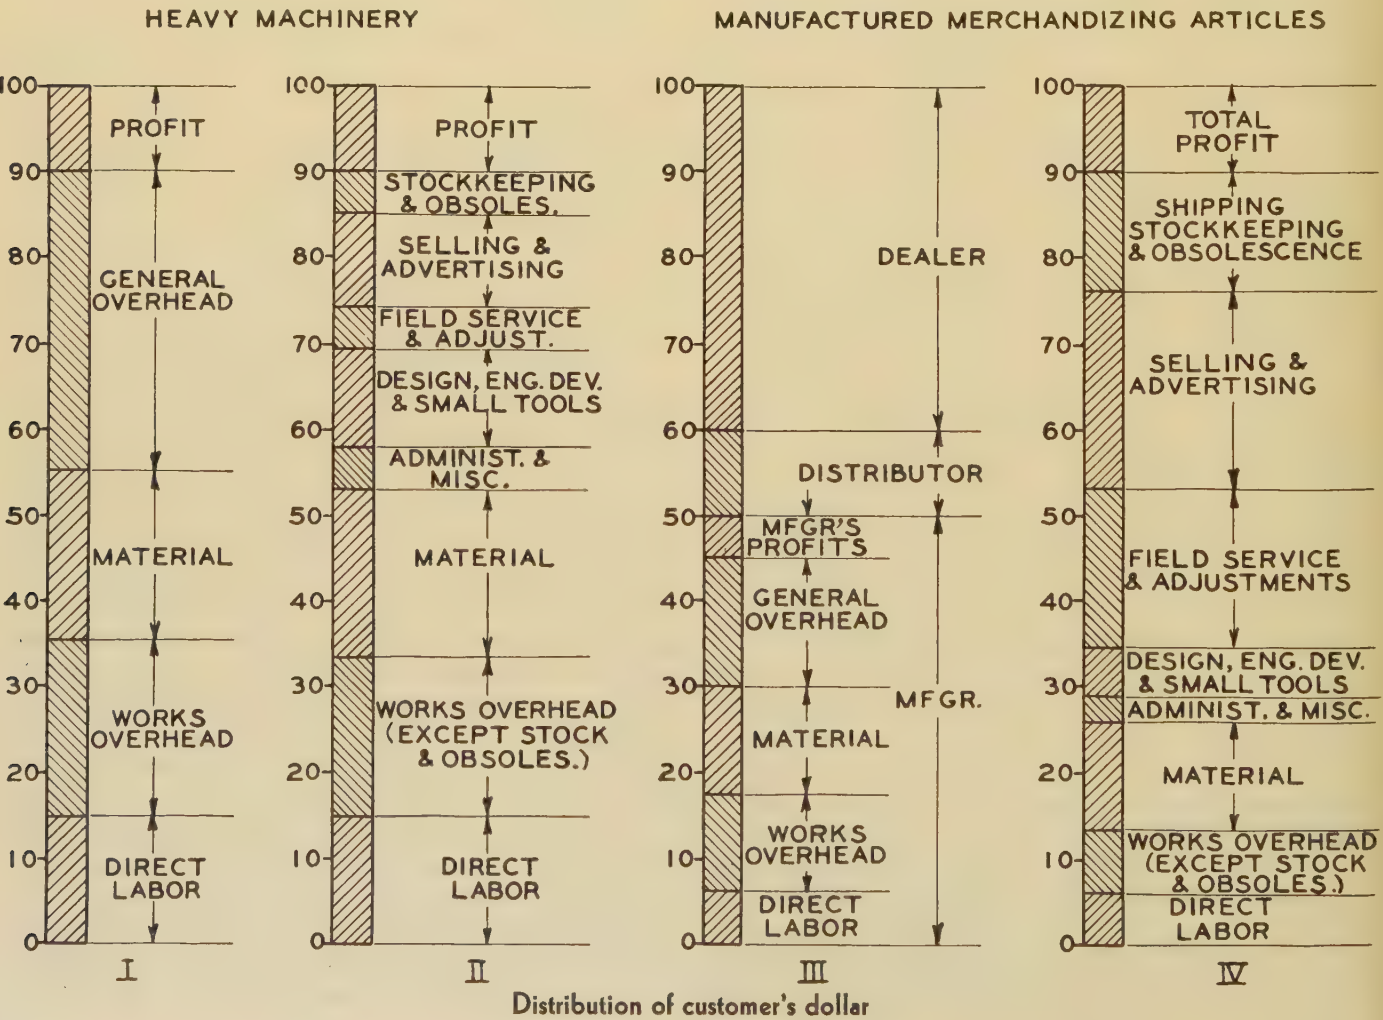 HEAVY MACHINERY
MANUFACTURED MERCHANDIZING ARTICLES
100
90
80
70
60
50
40
30
20
10
0
PROFIT
GENERAL
OVERHEAD
MATERIAL
WORKS
OVERHEAD
DIRECT
LABOR
I
100
90
80
70
60
50
40
30
20
10
0
PROFIT
STOCKKEEPING
& OBSOLES.
SELLING &
ADVERTISING
FIELD SERVICE
& ADJUST.
DESIGN, ENG. DEV.
& SMALL TOOLS
ADMINIST. &
MISC.
MATERIAL
WORKS OVERHEAD
(EXCEPT STOCK
& OBSOLES.)
DIRECT
LABOR
II
100
90
80
70
60
50
40
30
20
10
0
DEALER
DISTRIBUTOR
MFGR'S
PROFITS
GENERAL
OVERHEAD
MFGR.
MATERIAL
WORKS
OVERHEAD
DIRECT
LABOR
III
100
90
80
70
60
50
40
30
20
10
0
TOTAL
PROFIT
SHIPPING
STOCKKEEPING
& OBSOLESCENCE
SELLING &
ADVERTISING
FIELD SERVICE
& ADJUSTMENTS
DESIGN, ENG. DEV.
& SMALL TOOLS
ADMINIST. & MISC.
MATERIAL
WORKS OVERHEAD
(EXCEPT STOCK
& OBSOLES.)
DIRECT
LABOR
IV
Distribution of customer's dollar